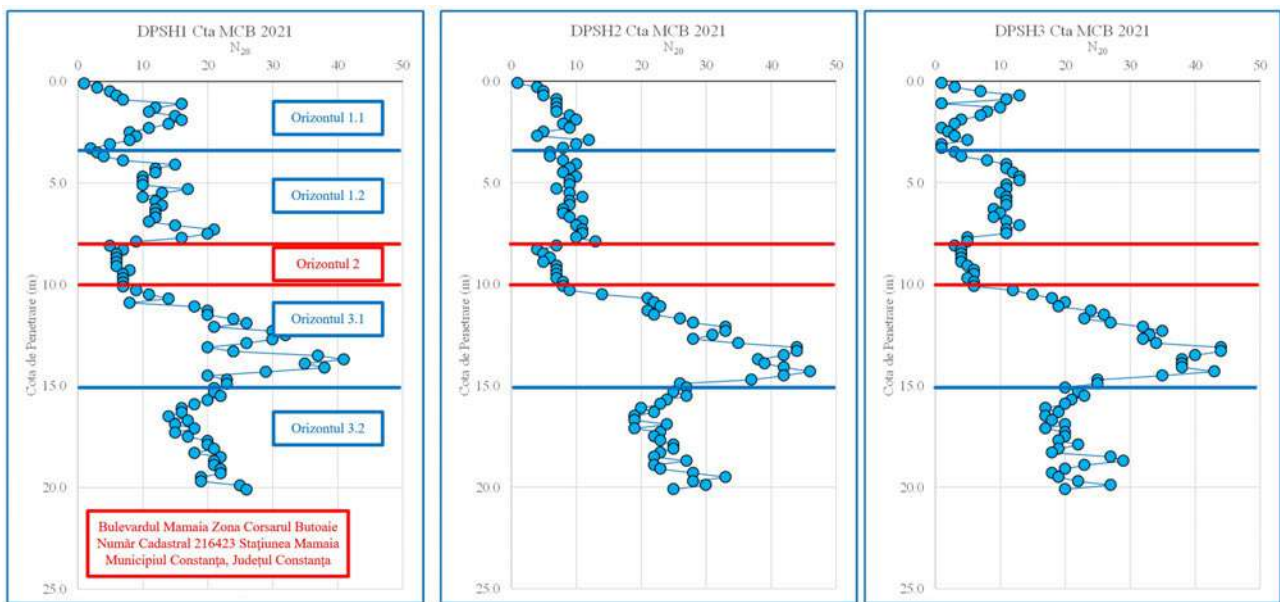 DPSH1 Cta MCB 2021
N20
0 10 20 30 40 50
0.0
5.0
10.0
15.0
20.0
25.0
Cota de Penetrare (m)
Orizontul 1.1
Orizontul 1.2
Orizontul 2
Orizontul 3.1
Orizontul 3.2
Bulevardul Mamaia Zona Corsarul Butoaie
Număr Cadastral 216423 Stațiunea Mamaia
Municipiul Constanța, Județul Constanța
DPSH2 Cta MCB 2021
N20
0 10 20 30 40 50
0.0
5.0
10.0
15.0
20.0
25.0
Cota de Penetrare (m)
DPSH3 Cta MCB 2021
N20
0 10 20 30 40 50
0.0
5.0
10.0
15.0
20.0
25.0
Cota de Penetrare (m)